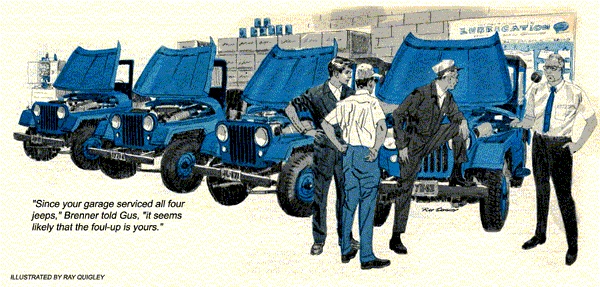 LUBRICATION
"Since your garage serviced all four
jeeps," Brenner told Gus, "it seems
likely that the foul-up is yours."
ILLUSTRATED BY RAY QUIGLEY